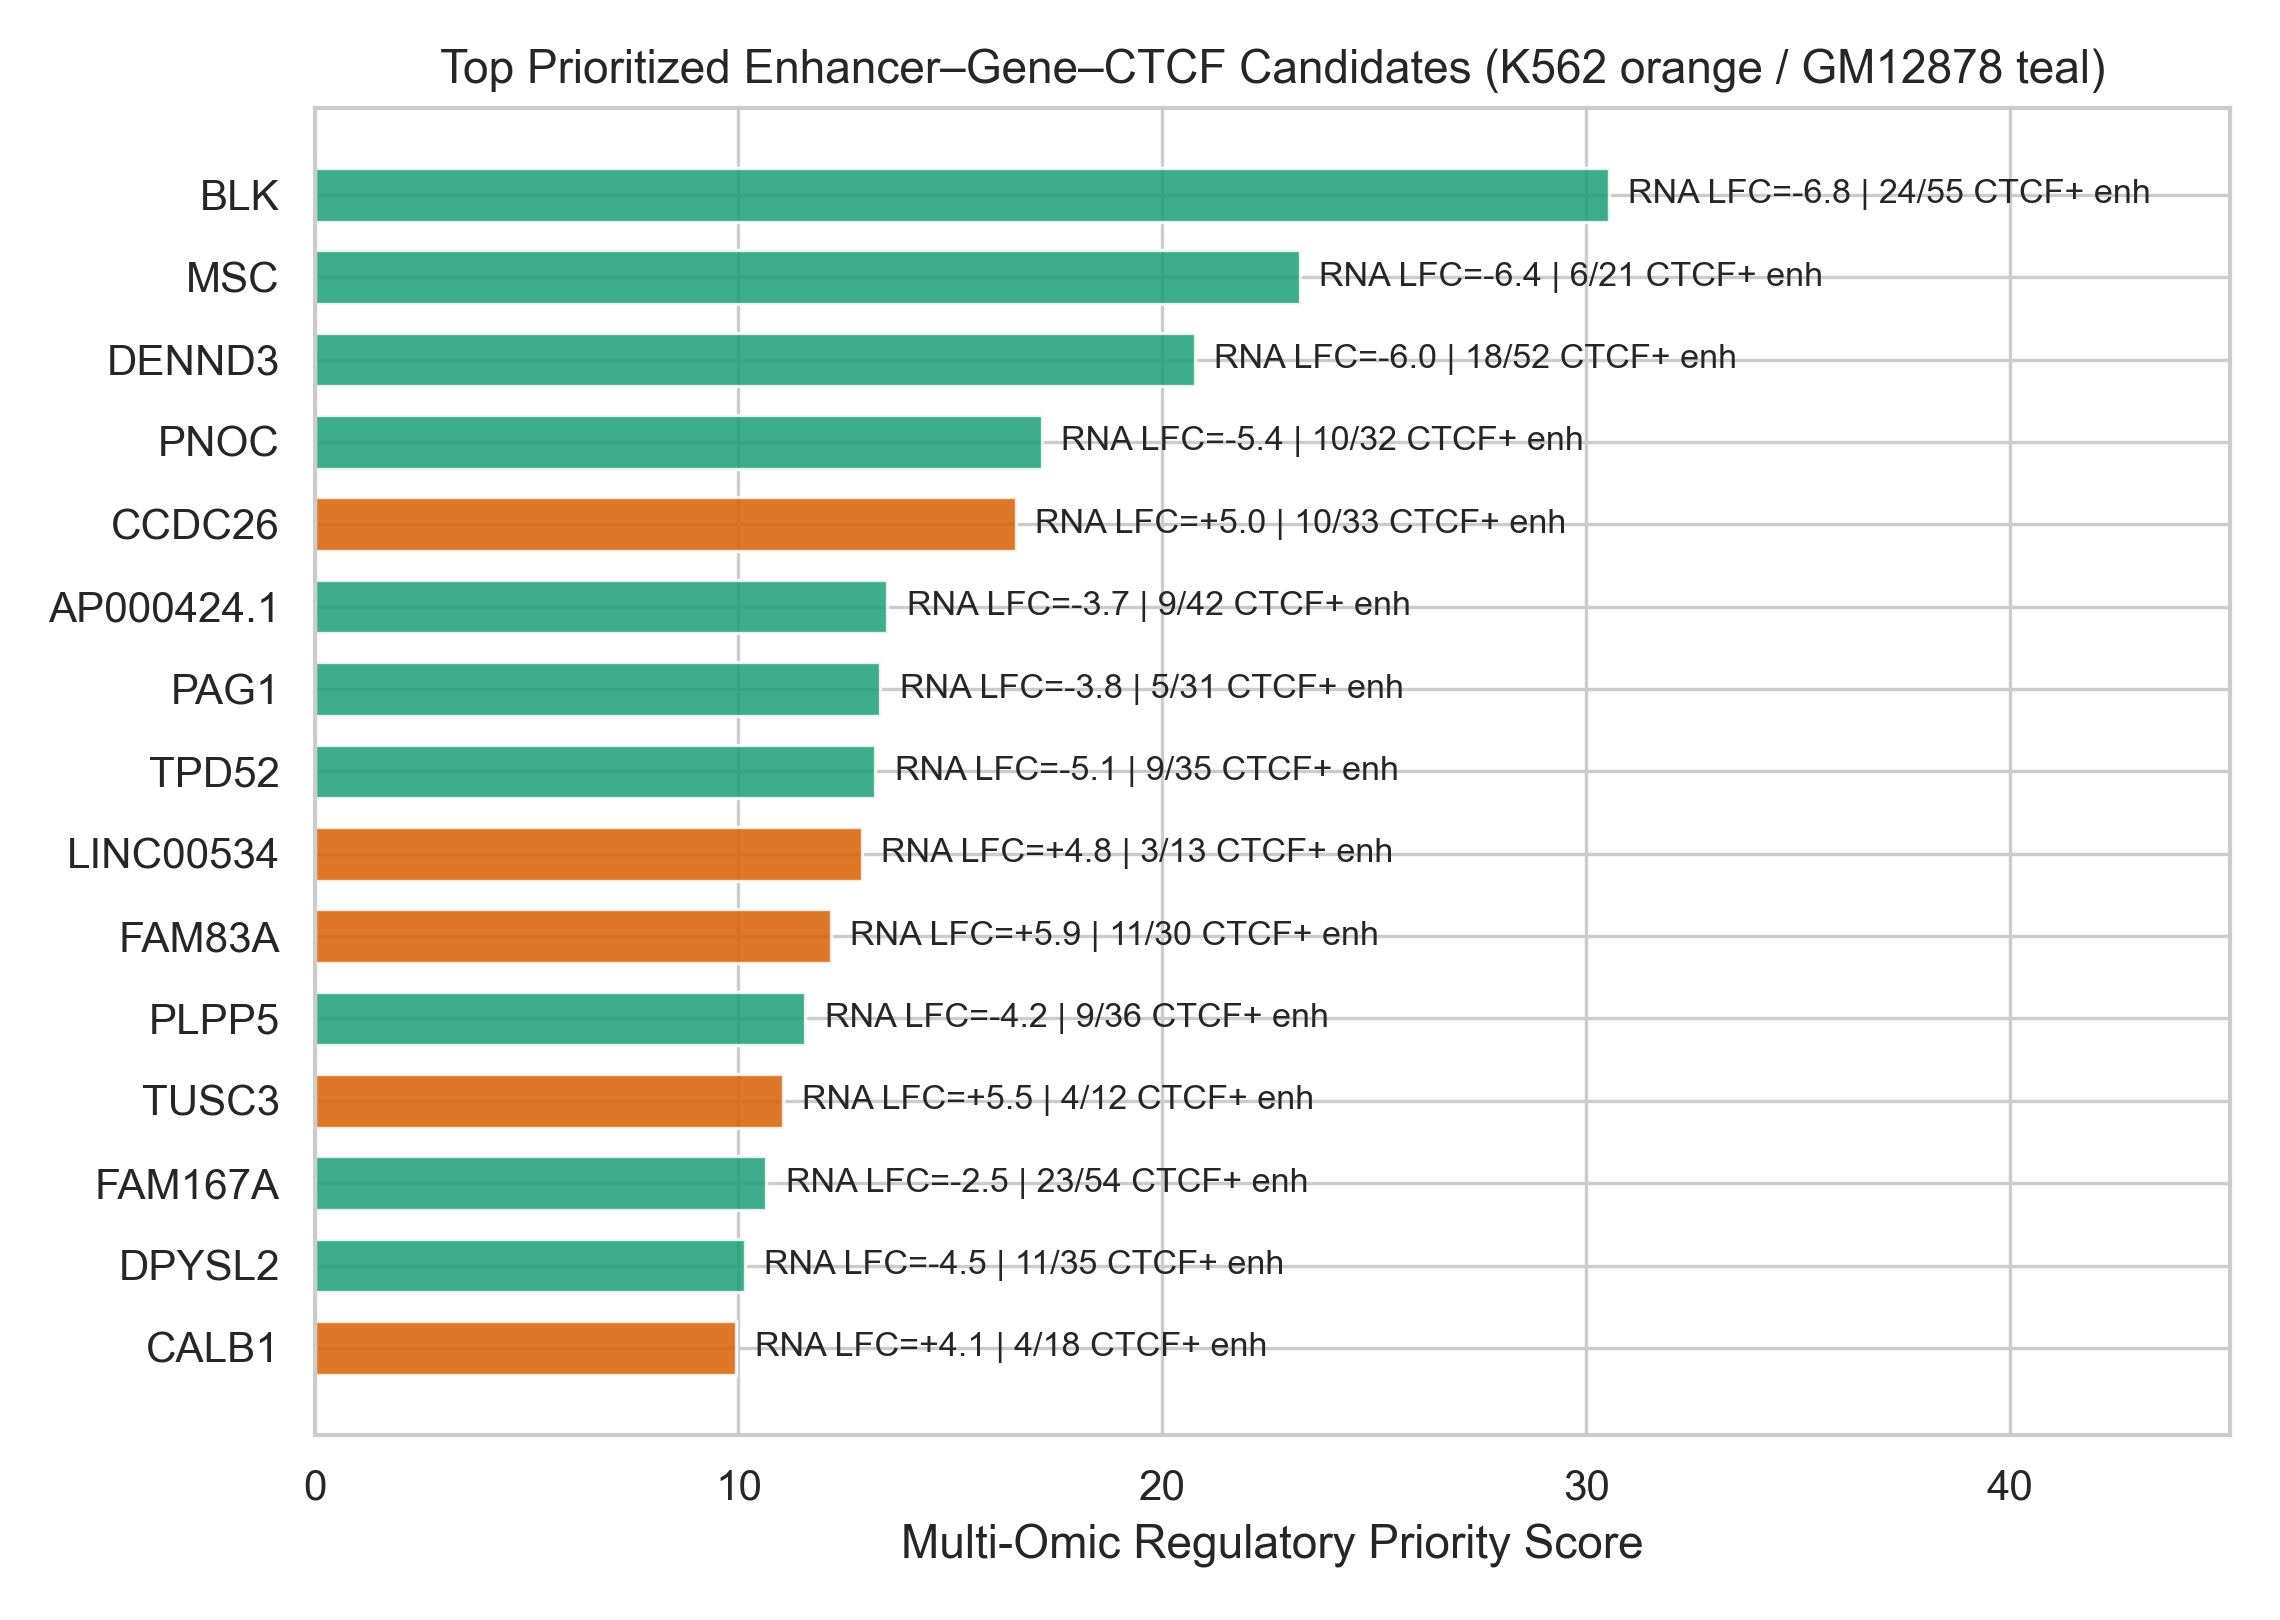 Top Prioritized Enhancer–Gene–CTCF Candidates (K562 orange / GM12878 teal)
BLK RNA LFC=-6.8 | 24/55 CTCF+ enh
MSC RNA LFC=-6.4 | 6/21 CTCF+ enh
DENND3 RNA LFC=-6.0 | 18/52 CTCF+ enh
PNOC RNA LFC=-5.4 | 10/32 CTCF+ enh
CCDC26 RNA LFC=+5.0 | 10/33 CTCF+ enh
AP000424.1 RNA LFC=-3.7 | 9/42 CTCF+ enh
PAG1 RNA LFC=-3.8 | 5/31 CTCF+ enh
TPD52 RNA LFC=-5.1 | 9/35 CTCF+ enh
LINC00534 RNA LFC=+4.8 | 3/13 CTCF+ enh
FAM83A RNA LFC=+5.9 | 11/30 CTCF+ enh
PLPP5 RNA LFC=-4.2 | 9/36 CTCF+ enh
TUSC3 RNA LFC=+5.5 | 4/12 CTCF+ enh
FAM167A RNA LFC=-2.5 | 23/54 CTCF+ enh
DPYSL2 RNA LFC=-4.5 | 11/35 CTCF+ enh
CALB1 RNA LFC=+4.1 | 4/18 CTCF+ enh
0 10 20 30 40
Multi-Omic Regulatory Priority Score